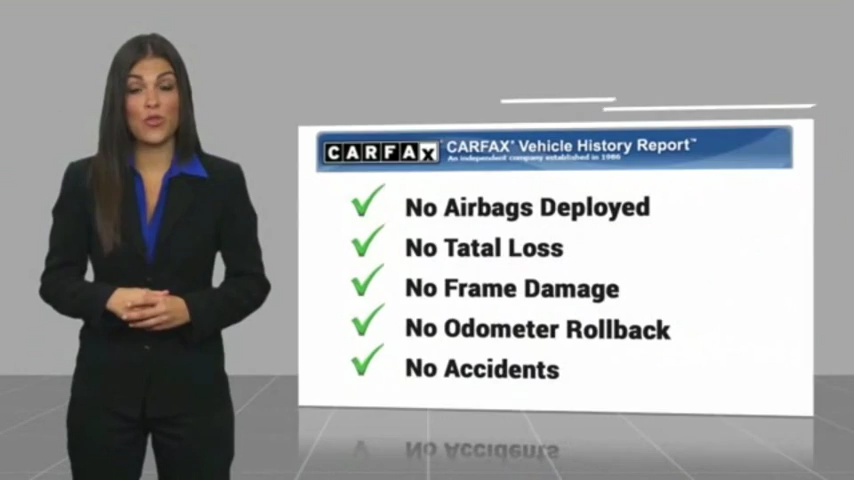 CARFAX CARFAX® Vehicle History Report™
An independent company established in 1986
No Airbags Deployed
No Tatal Loss
No Frame Damage
No Odometer Rollback
No Accidents
No Accidents